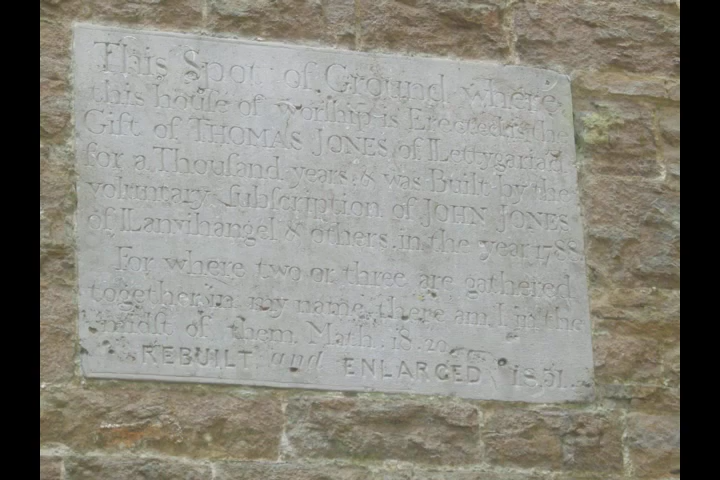 This Spot of Ground where
this house of worship is Erected is the
Gift of THOMAS JONES of Llettygariad
for a Thousand years & was Built by the
voluntary subscription of JOHN JONES
of Llanvihangel & others in the year 1788
For where two or three are gathered
together in my name, there am I in the
midst of them. Math. 18. 20
REBUILT and ENLARGED 1851